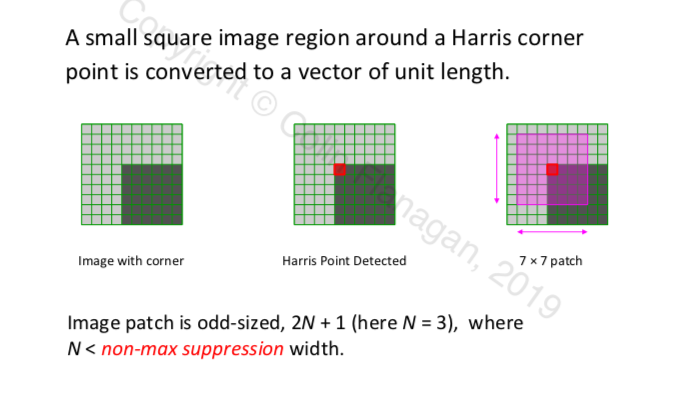 A small square image region around a Harris corner
point is converted to a vector of unit length.
Image with corner
Harris Point Detected
7 × 7 patch
Image patch is odd-sized, 2N + 1 (here N = 3), where
N < non-max suppression width.
Copyright © Colin Flanagan, 2019